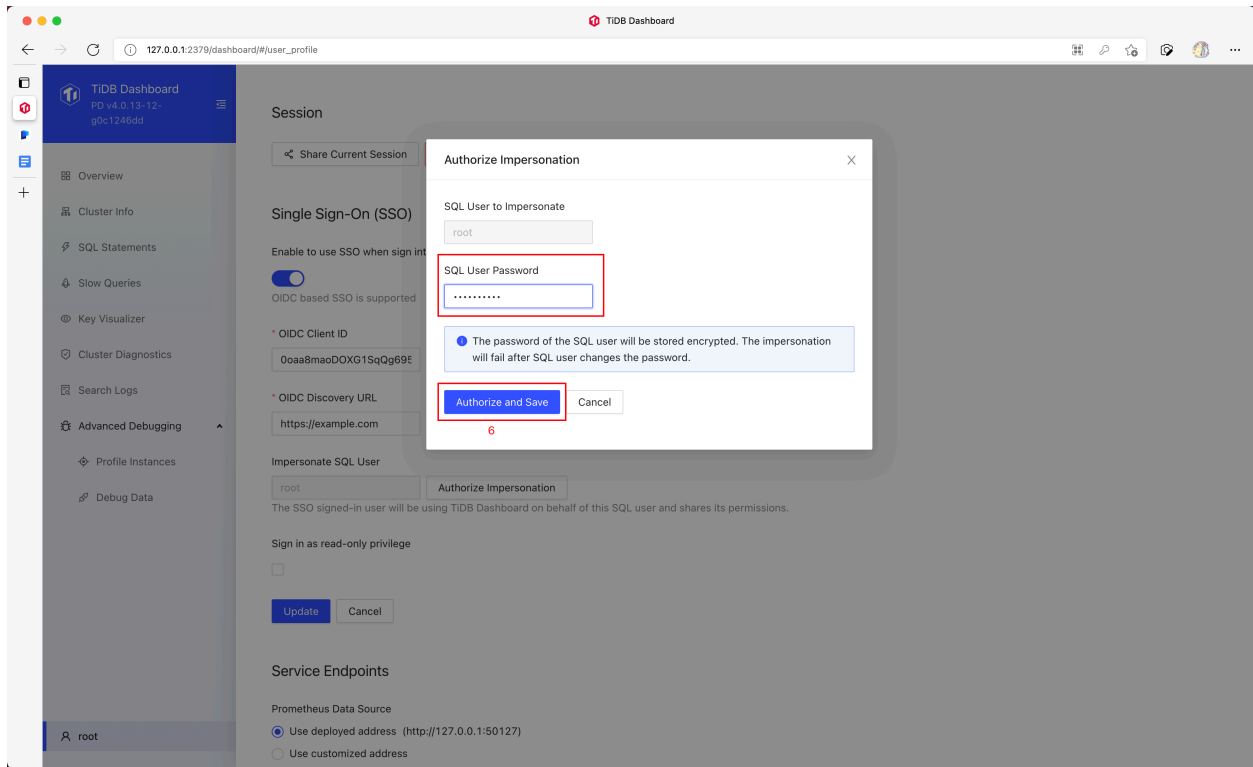 TiDB Dashboard
127.0.0.1:2379/dashboard/#/user_profile
TiDB Dashboard
PD v4.0.13-12-
g0c1246dd
Overview
Cluster Info
SQL Statements
Slow Queries
Key Visualizer
Cluster Diagnostics
Search Logs
Advanced Debugging
Profile Instances
Debug Data
root
Session
Share Current Session
Single Sign-On (SSO)
Enable to use SSO when sign int
OIDC based SSO is supported
* OIDC Client ID
0oaa8maoDOXG1SqQg695
* OIDC Discovery URL
https://example.com
Impersonate SQL User
root
Authorize Impersonation
The SSO signed-in user will be using TiDB Dashboard on behalf of this SQL user and shares its permissions.
Sign in as read-only privilege
Update
Cancel
Service Endpoints
Prometheus Data Source
Use deployed address (http://127.0.0.1:50127)
Use customized address
Authorize Impersonation
SQL User to Impersonate
root
SQL User Password
••••••••••
The password of the SQL user will be stored encrypted. The impersonation
will fail after SQL user changes the password.
Authorize and Save
Cancel
6